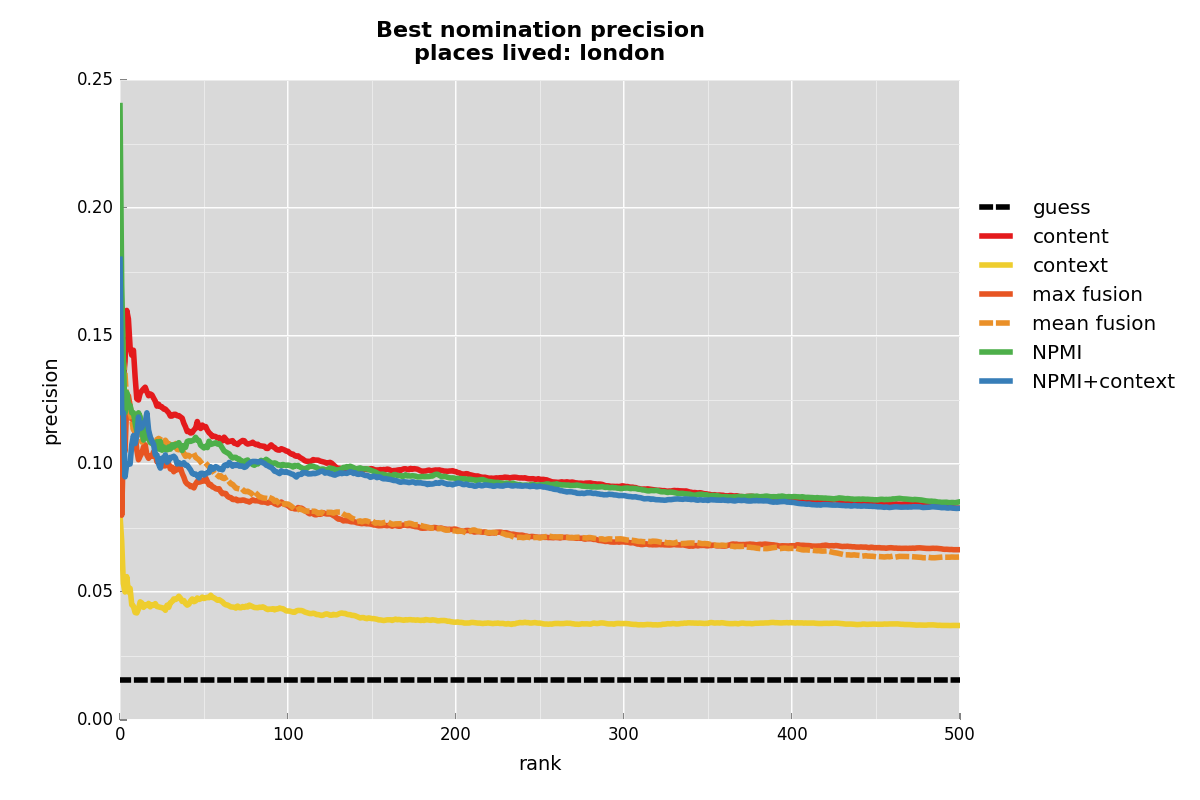 Best nomination precision
places lived: london
0.25
0.20
0.15
0.10
0.05
0.00
precision
0
100
200
300
400
500
rank
guess
content
context
max fusion
mean fusion
NPMI
NPMI+context